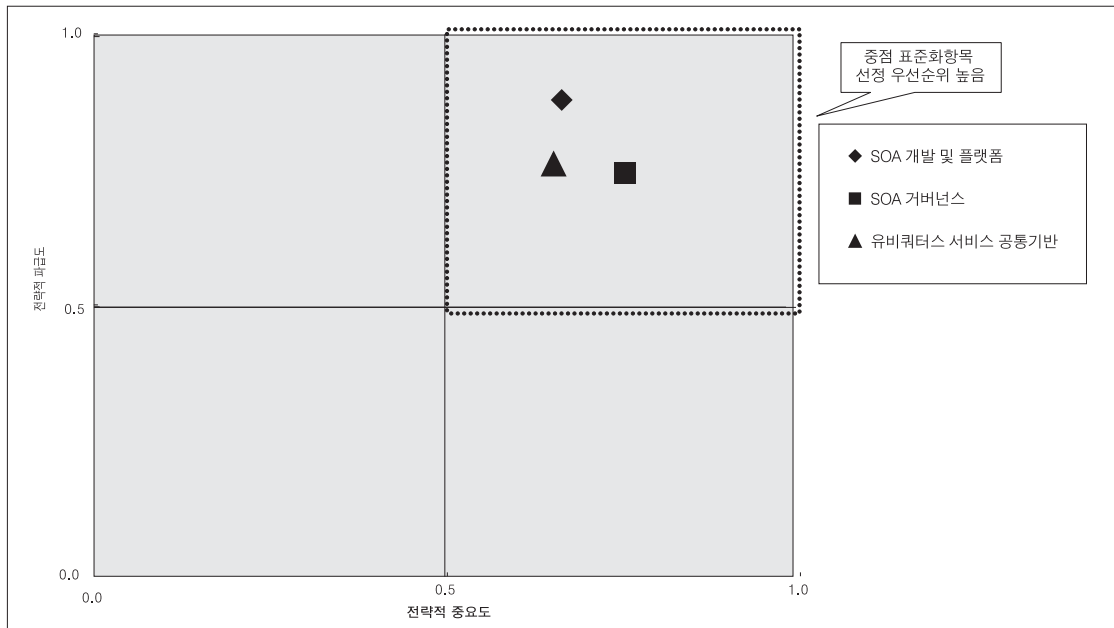 1.0
중점 표준화항목
선정 우선순위 높음
SOA 개발 및 플랫폼
SOA 거버넌스
유비쿼터스 서비스 공통기반
전략적 파급도
0.5
0.0
0.0
0.5
1.0
전략적 중요도